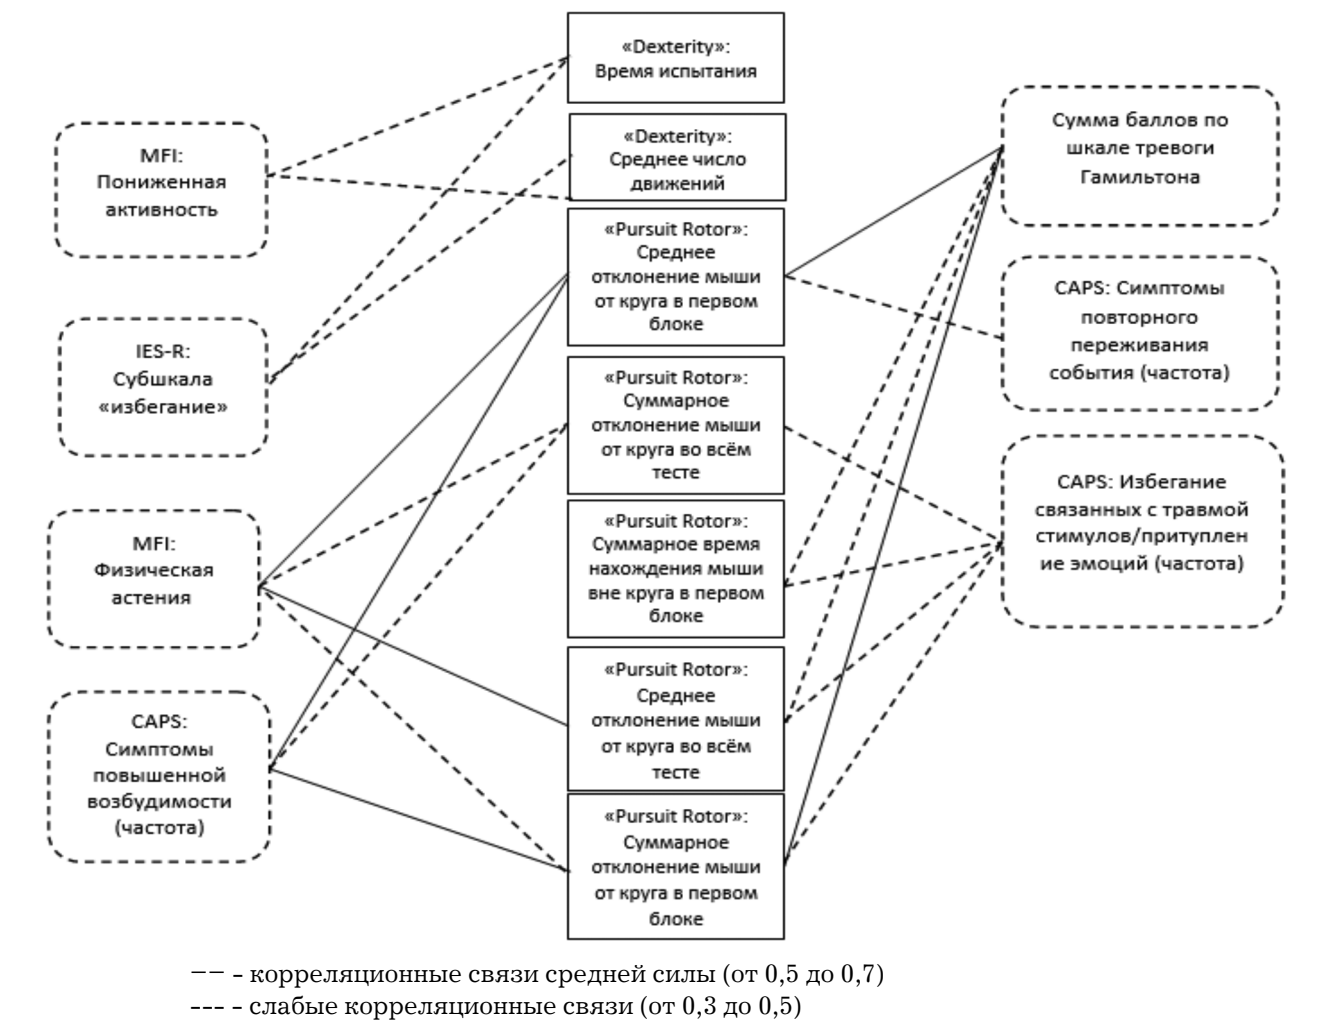 «Dexterity»:
Время испытания
«Dexterity»:
Среднее число
движений
«Pursuit Rotor»:
Среднее
отклонение мыши
от круга в первом
блоке
«Pursuit Rotor»:
Суммарное
отклонение мыши
от круга во всём
тесте
«Pursuit Rotor»:
Суммарное время
нахождения мыши
вне круга в первом
блоке
«Pursuit Rotor»:
Среднее
отклонение мыши
от круга во всём
тесте
«Pursuit Rotor»:
Суммарное
отклонение мыши
от круга в первом
блоке
MFI:
Пониженная
активность
IES-R:
Субшкала
«избегание»
MFI:
Физическая
астения
CAPS:
Симптомы
повышенной
возбудимости
(частота)
Сумма баллов по
шкале тревоги
Гамильтона
CAPS: Симптомы
повторного
переживания
события (частота)
CAPS: Избегание
связанных с травмой
стимулов/притуплен
ие эмоций (частота)
−− - корреляционные связи средней силы (от 0,5 до 0,7)
--- - слабые корреляционные связи (от 0,3 до 0,5)